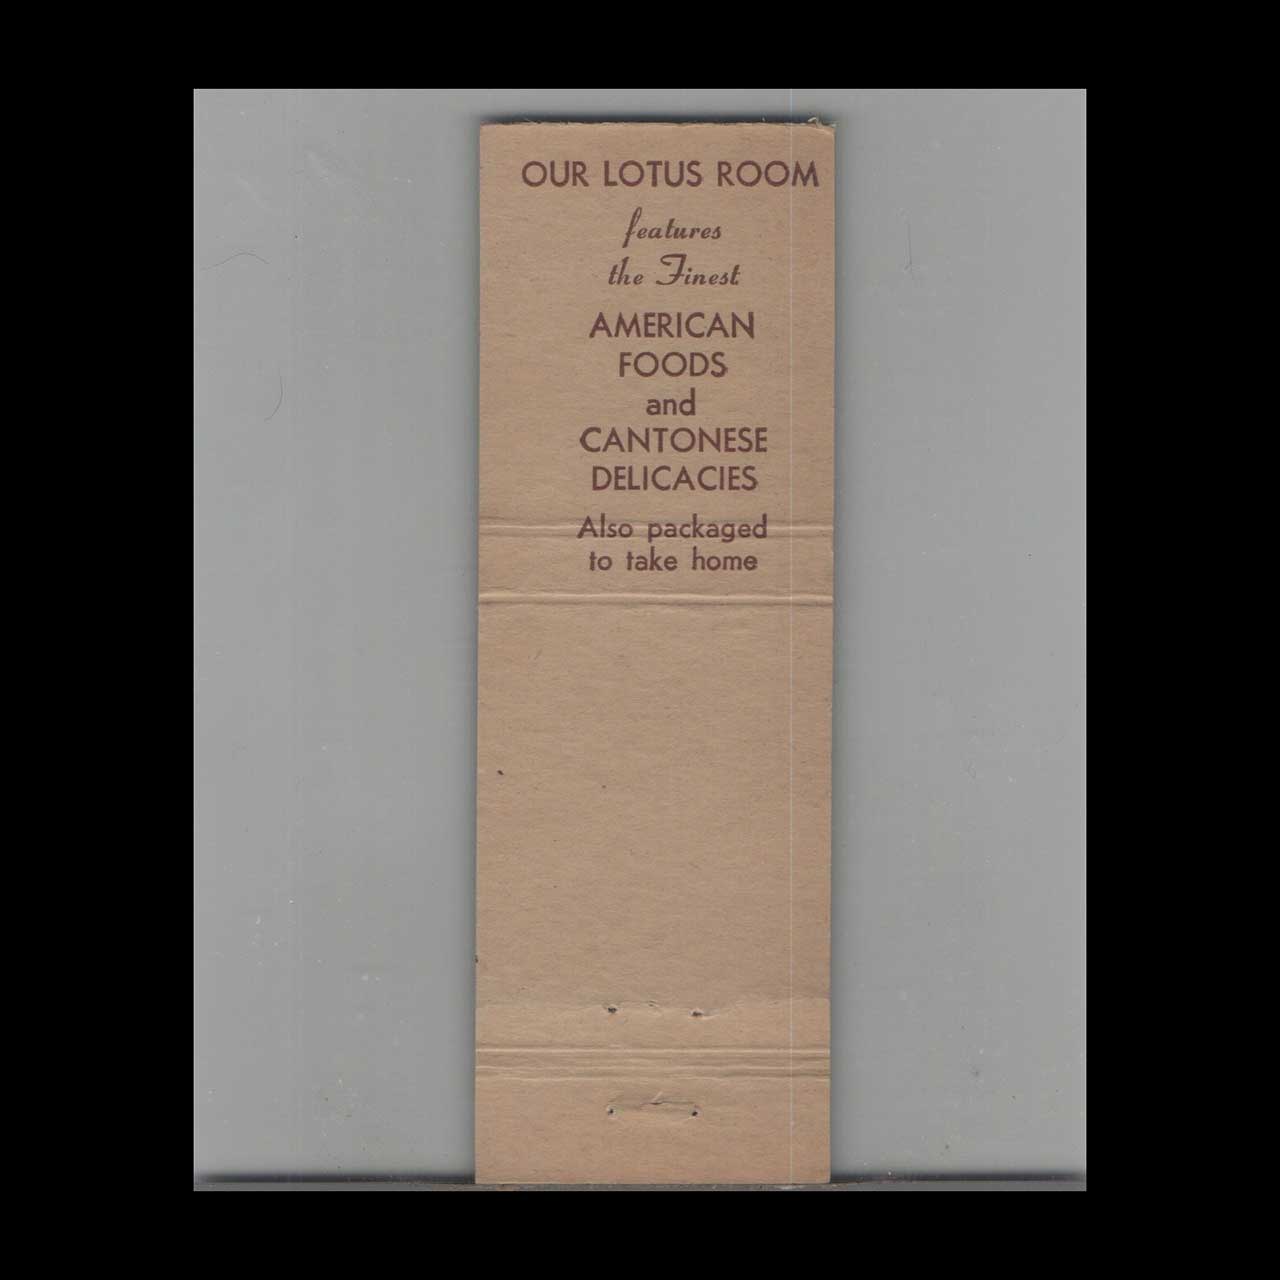 OUR LOTUS ROOM
features
the Finest
AMERICAN
FOODS
and
CANTONESE
DELICACIES
Also packaged
to take home